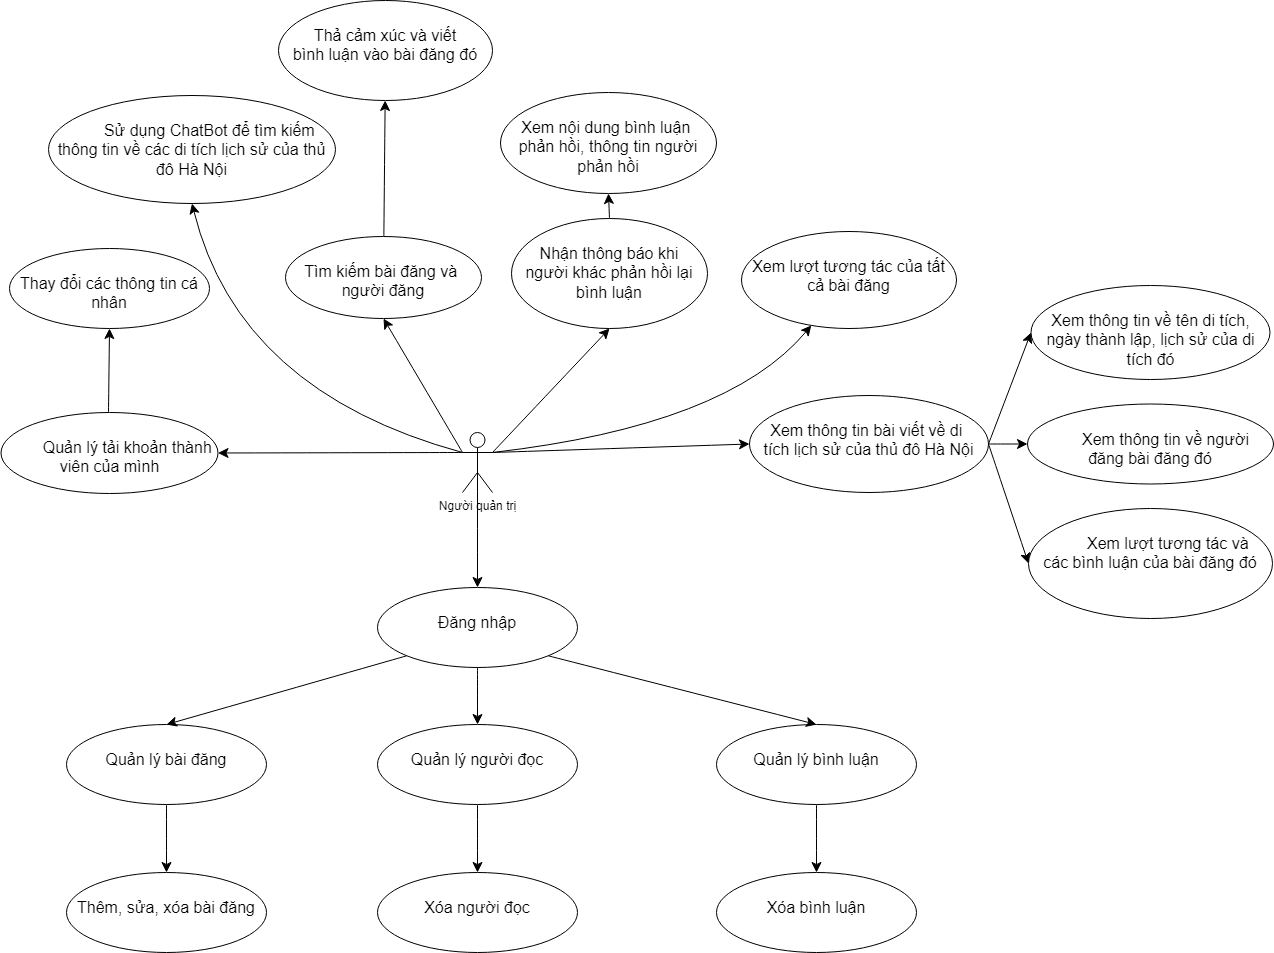 Thả cảm xúc và viết
bình luận vào bài đăng đó
Sử dụng ChatBot để tìm kiếm
thông tin về các di tích lịch sử của thủ
đô Hà Nội
Xem nội dung bình luận
phản hồi, thông tin người
phản hồi
Thay đổi các thông tin cá
nhân
Tìm kiếm bài đăng và
người đăng
Nhận thông báo khi
người khác phản hồi lại
bình luận
Xem lượt tương tác của tất
cả bài đăng
Xem thông tin về tên di tích,
ngày thành lập, lịch sử của di
tích đó
Quản lý tải khoản thành
viên của mình
Xem thông tin bài viết về di
tích lịch sử của thủ đô Hà Nội
Xem thông tin về người
đăng bài đăng đó
Người quản trị
Xem lượt tương tác và
các bình luận của bài đăng đó
Đăng nhập
Quản lý bài đăng
Quản lý người đọc
Quản lý bình luận
Thêm, sửa, xóa bài đăng
Xóa người đọc
Xóa bình luận